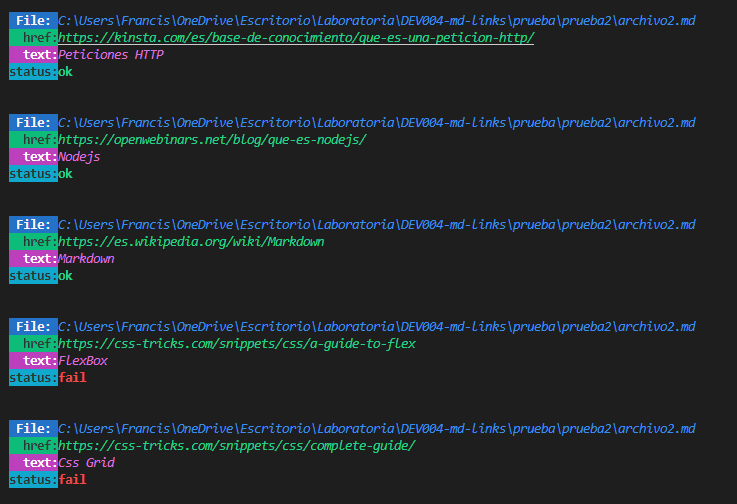 File: C:\Users\Francis\OneDrive\Escritorio\Laboratoria\DEV004-md-links\prueba\prueba2\archivo2.md
href:https://kinsta.com/es/base-de-conocimiento/que-es-una-peticion-http/
text:Peticiones HTTP
status:ok
File: C:\Users\Francis\OneDrive\Escritorio\Laboratoria\DEV004-md-links\prueba\prueba2\archivo2.md
href:https://openwebinars.net/blog/que-es-nodejs/
text:Nodejs
status:ok
File: C:\Users\Francis\OneDrive\Escritorio\Laboratoria\DEV004-md-links\prueba\prueba2\archivo2.md
href:https://es.wikipedia.org/wiki/Markdown
text:Markdown
status:ok
File: C:\Users\Francis\OneDrive\Escritorio\Laboratoria\DEV004-md-links\prueba\prueba2\archivo2.md
href:https://css-tricks.com/snippets/css/a-guide-to-flex
text:FlexBox
status:fail
File: C:\Users\Francis\OneDrive\Escritorio\Laboratoria\DEV004-md-links\prueba\prueba2\archivo2.md
href:https://css-tricks.com/snippets/css/complete-guide/
text:Css Grid
status:fail